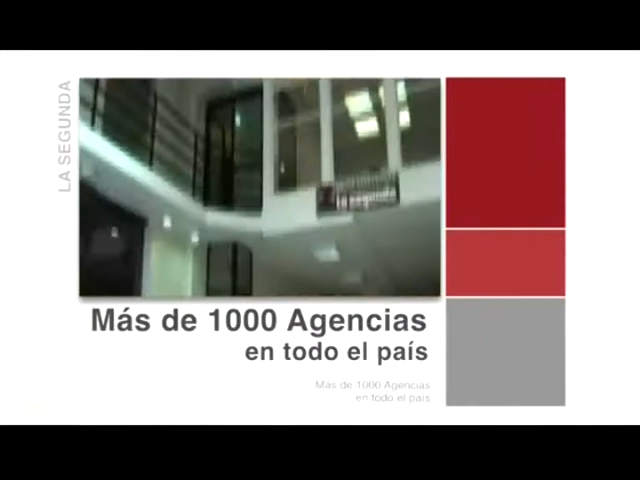 LA SEGUNDA
Más de 1000 Agencias
en todo el país
Más de 1000 Agencias
en todo el país